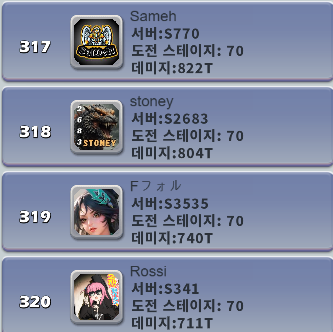 317
Sameh
서버:S770
도전 스테이지: 70
데미지:822T
318
2
6
8
3
STONEY
stoney
서버:S2683
도전 스테이지: 70
데미지:804T
319
Fフォル
서버:S3535
도전 스테이지: 70
데미지:740T
320
Rossi
서버:S341
도전 스테이지: 70
데미지:711T